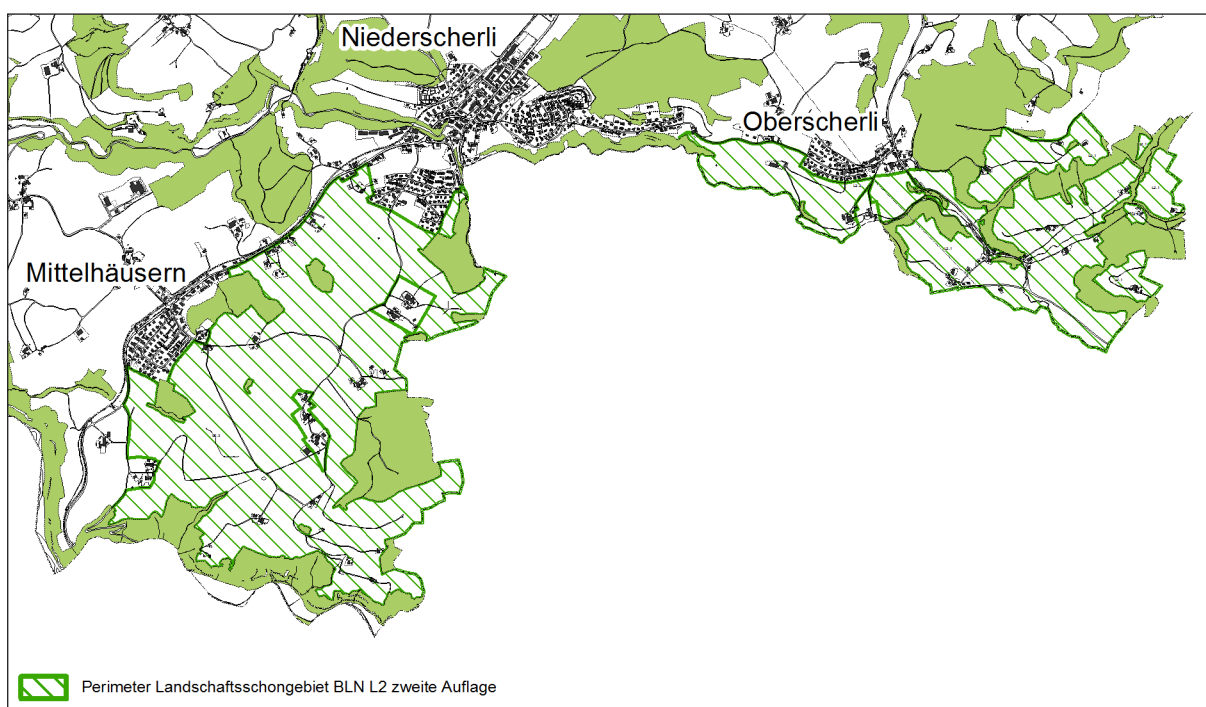 Niederscherli
Oberscherli
Mittelhäusern
Perimeter Landschaftsschongebiet BLN L2 zweite Auflage